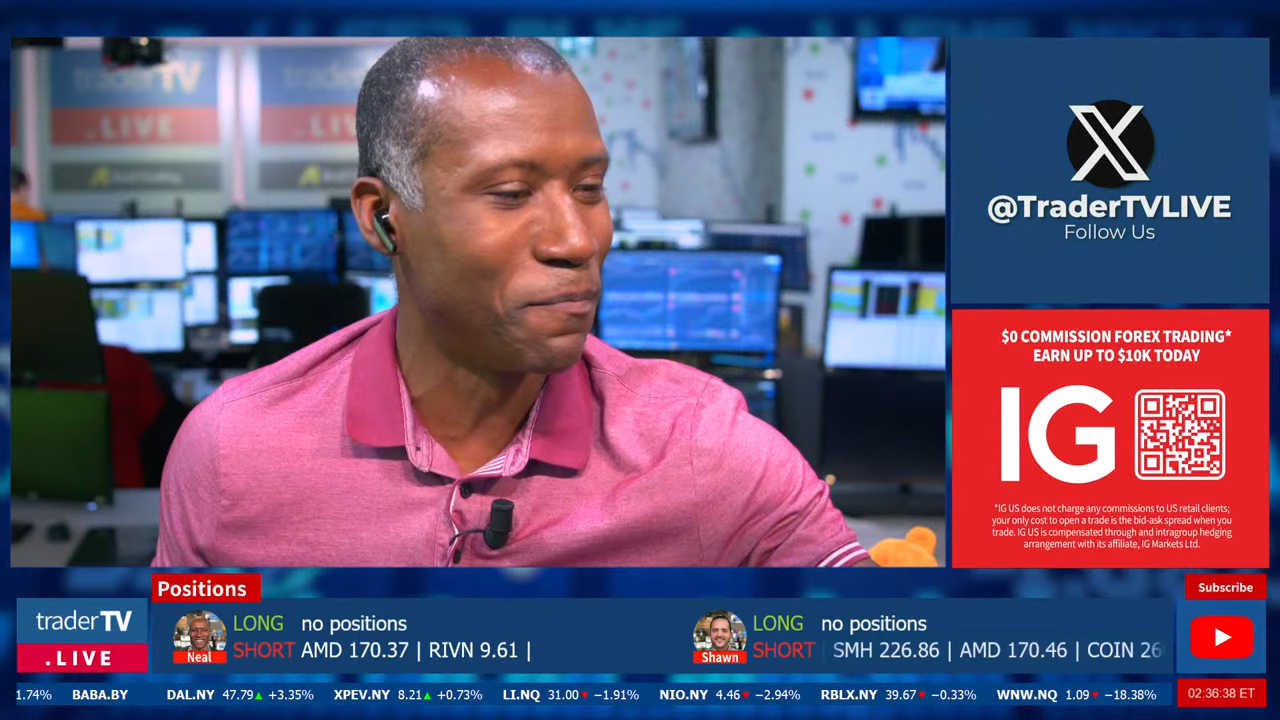 traderTV
.LIVE
@TraderTVLIVE
Follow Us
$0 COMMISSION FOREX TRADING*
EARN UP TO $10K TODAY
IG
*IG US does not charge any commissions to US retail clients;
your only cost to open a trade is the bid-ask spread when you
trade. IG US is compensated through and intragroup hedging
arrangement with its affiliate, IG Markets Ltd.
Positions
Subscribe
traderTV
.LIVE
Neal
LONG no positions
SHORT AMD 170.37 | RIVN 9.61 |
Shawn
LONG no positions
SHORT SMH 226.86 | AMD 170.46 | COIN 26
1.74% BABA.BY DAL.NY 47.79▲ +3.35% XPEV.NY 8.21▲ +0.73% LI.NQ 31.00▼ −1.91% NIO.NY 4.46▼ −2.94% RBLX.NY 39.67▼ −0.33% WNW.NQ 1.09▼ −18.38%
02:36:38 ET